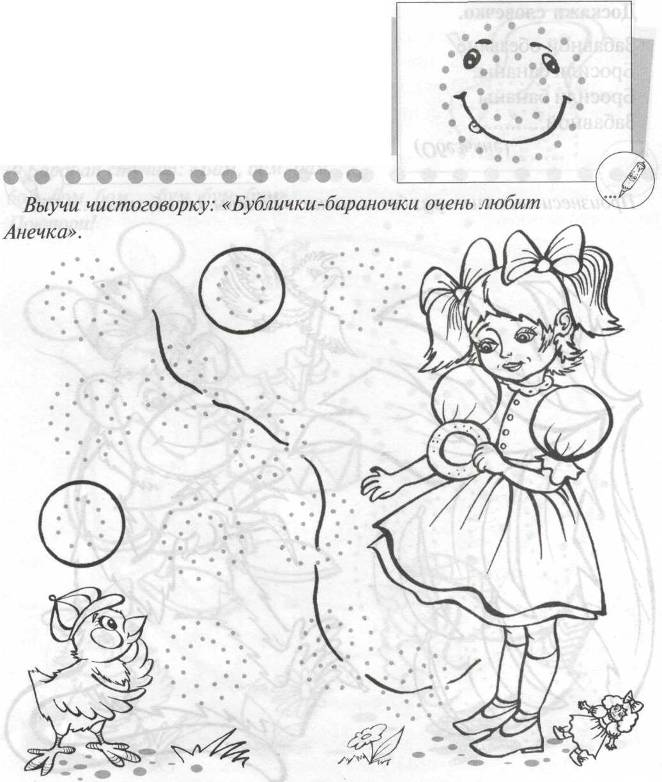 Выучи чистоговорку: «Бублички-бараночки очень любит
Анечка».